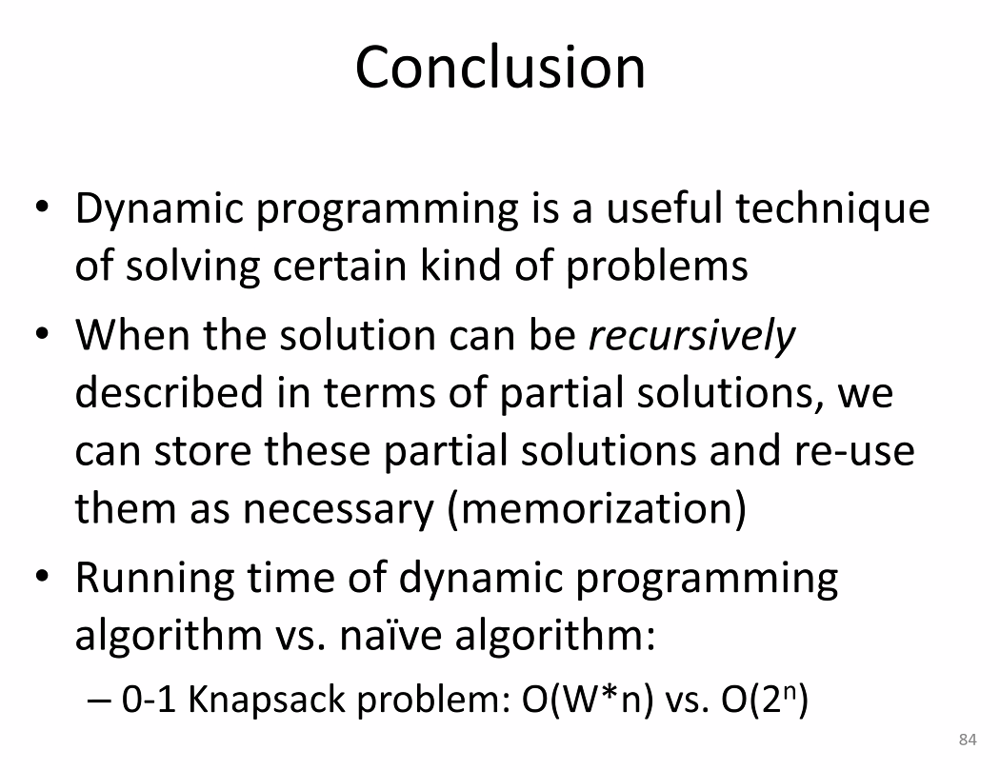 Conclusion
• Dynamic programming is a useful technique
of solving certain kind of problems
• When the solution can be recursively
described in terms of partial solutions, we
can store these partial solutions and re-use
them as necessary (memorization)
• Running time of dynamic programming
algorithm vs. naïve algorithm:
– 0-1 Knapsack problem: O(W*n) vs. O(2ⁿ)
84